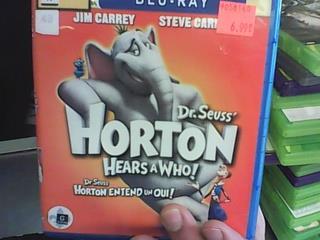 BLU-RAY
JIM CARREY STEVE CAR
6.99
Dr. Seuss'
HORTON
HEARS A WHO!
Dr. Seuss
HORTON ENTEND UN QUI!
G